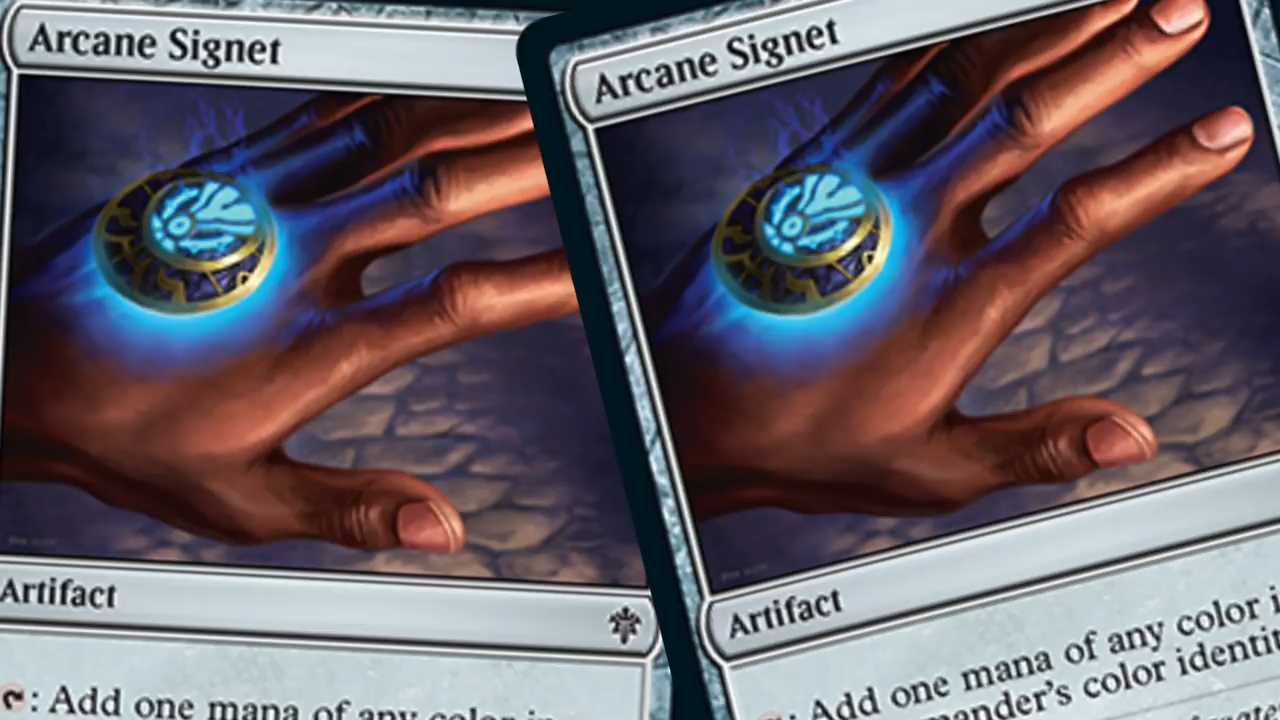 Arcane Signet
Artifact
: Add one mana of any color in
Arcane Signet
Artifact
: Add one mana of any color i
mander's color identi